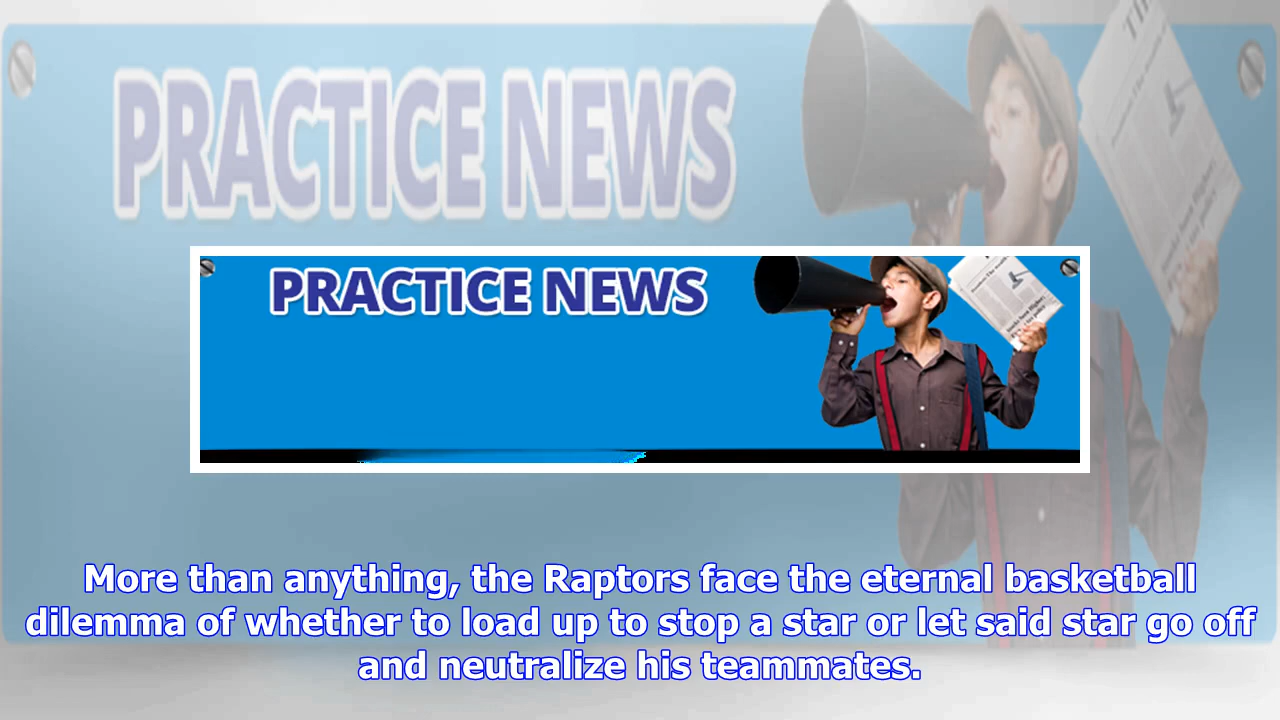 PRACTICE NEWS
PRACTICE NEWS
More than anything, the Raptors face the eternal basketball
dilemma of whether to load up to stop a star or let said star go off
and neutralize his teammates.